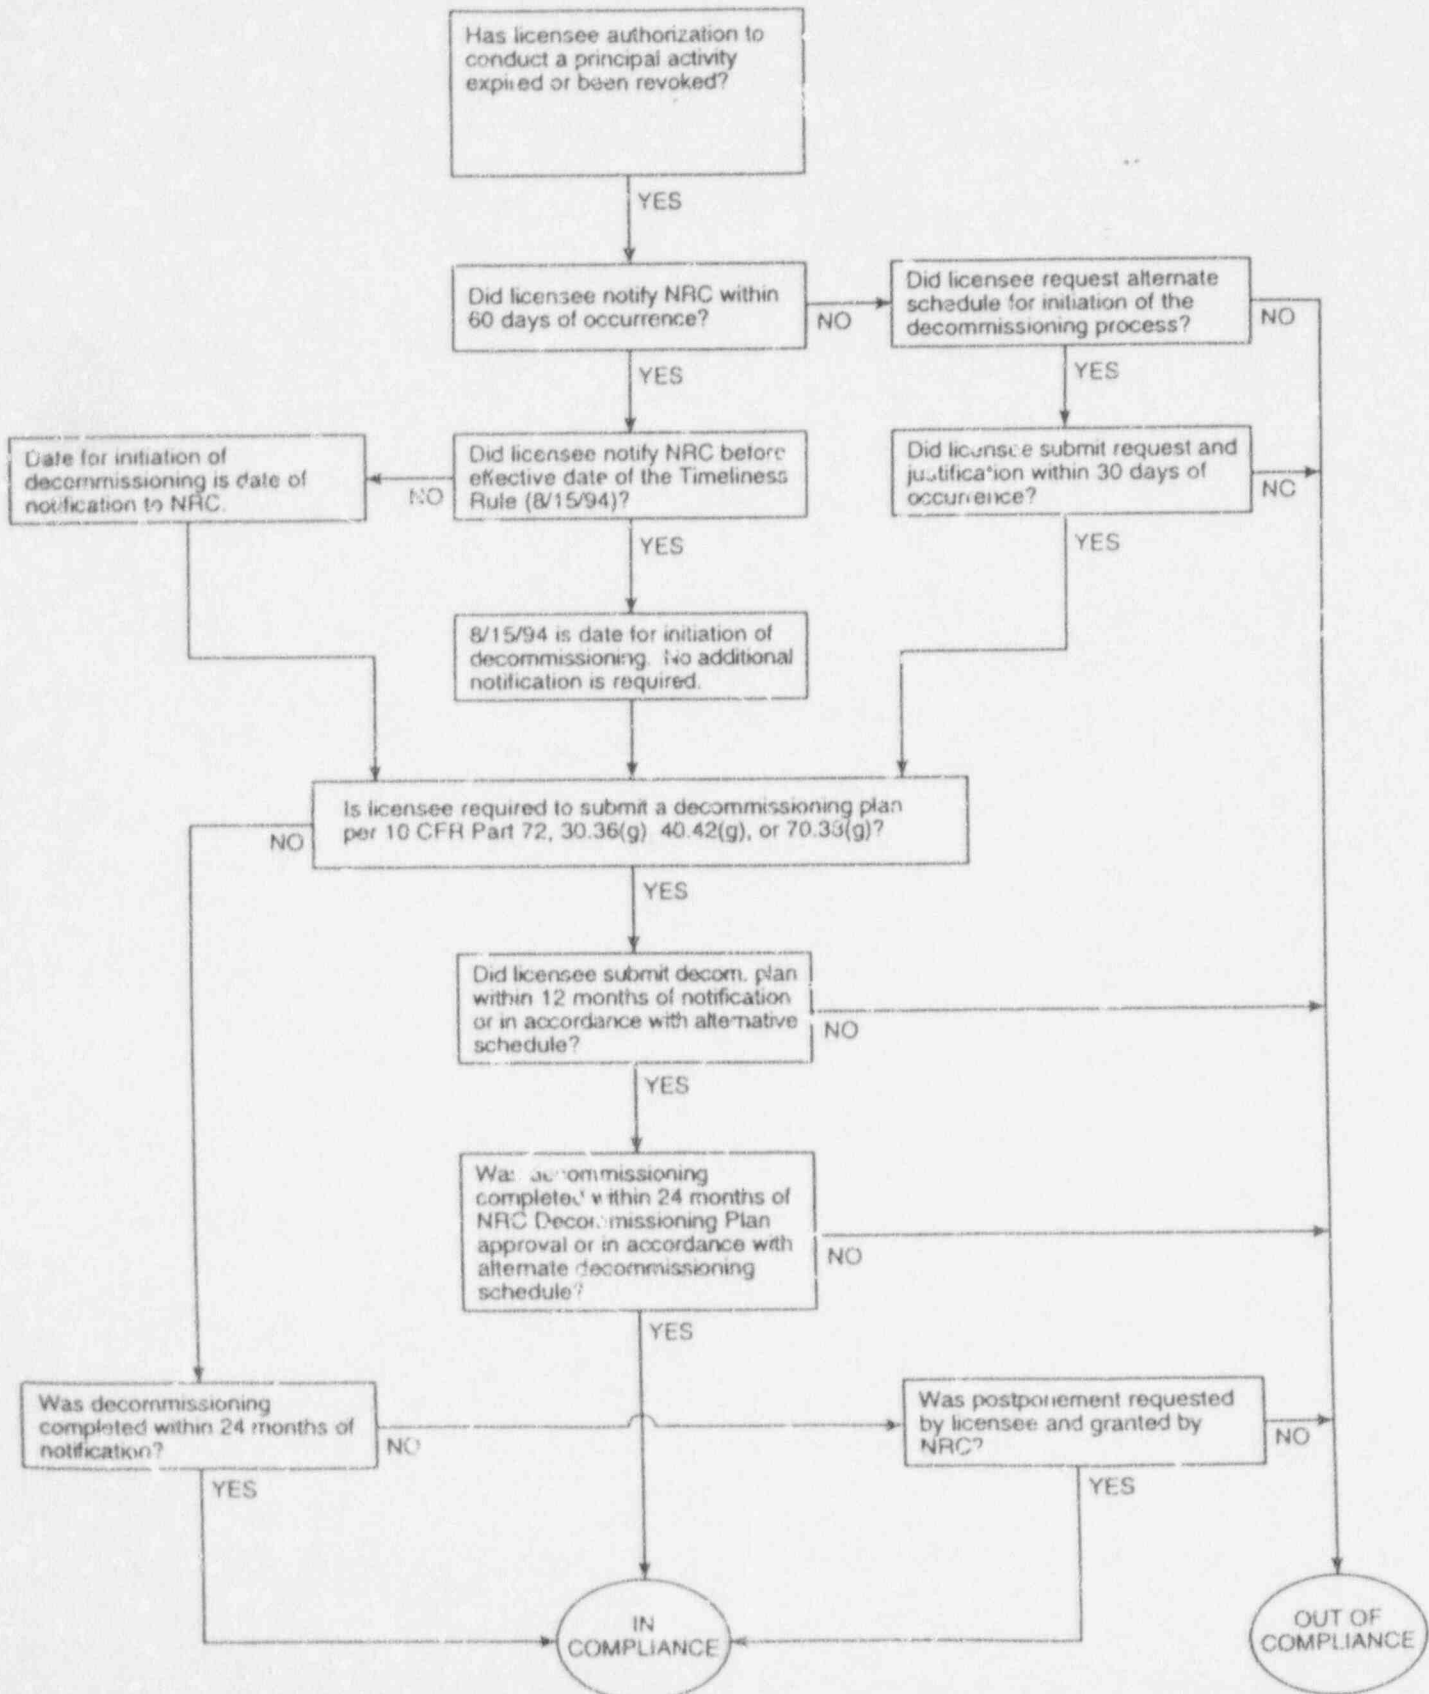 Has licensee authorization to
conduct a principal activity
expired or been revoked?
YES
Did licensee notify NRC within
60 days of occurrence?
NO
Did licensee request alternate
schedule for initiation of the
decommissioning process?
NO
YES
YES
Date for initiation of
decommissioning is date of
notification to NRC.
NO
Did licensee notify NRC before
effective date of the Timeliness
Rule (8/15/94)?
Did licensee submit request and
justification within 30 days of
occurrence?
NO
YES
YES
8/15/94 is date for initiation of
decommissioning. No additional
notification is required.
Is licensee required to submit a decommissioning plan
per 10 CFR Part 72, 30.36(g) 40.42(g), or 70.38(g)?
NO
YES
Did licensee submit decom. plan
within 12 months of notification
or in accordance with alternative
schedule?
NO
YES
Was decommissioning
completed within 24 months of
NRC Decommissioning Plan
approval or in accordance with
alternate decommissioning
schedule?
NO
YES
Was decommissioning
completed within 24 months of
notification?
NO
Was postponement requested
by licensee and granted by
NRC?
NO
YES
YES
IN
COMPLIANCE
OUT OF
COMPLIANCE